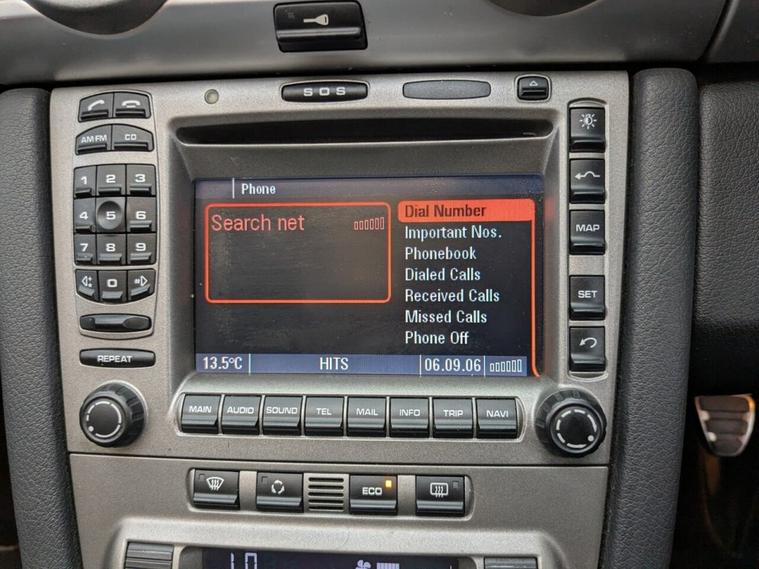 SOS
AM FM
CD
1 2 3
4 5 6
7 8 9
0
REPEAT
Phone
Search net
Dial Number
Important Nos.
Phonebook
Dialed Calls
Received Calls
Missed Calls
Phone Off
13.5°C HITS 06.09.06
MAP
SET
MAIN AUDIO SOUND TEL MAIL INFO TRIP NAVI
ECO